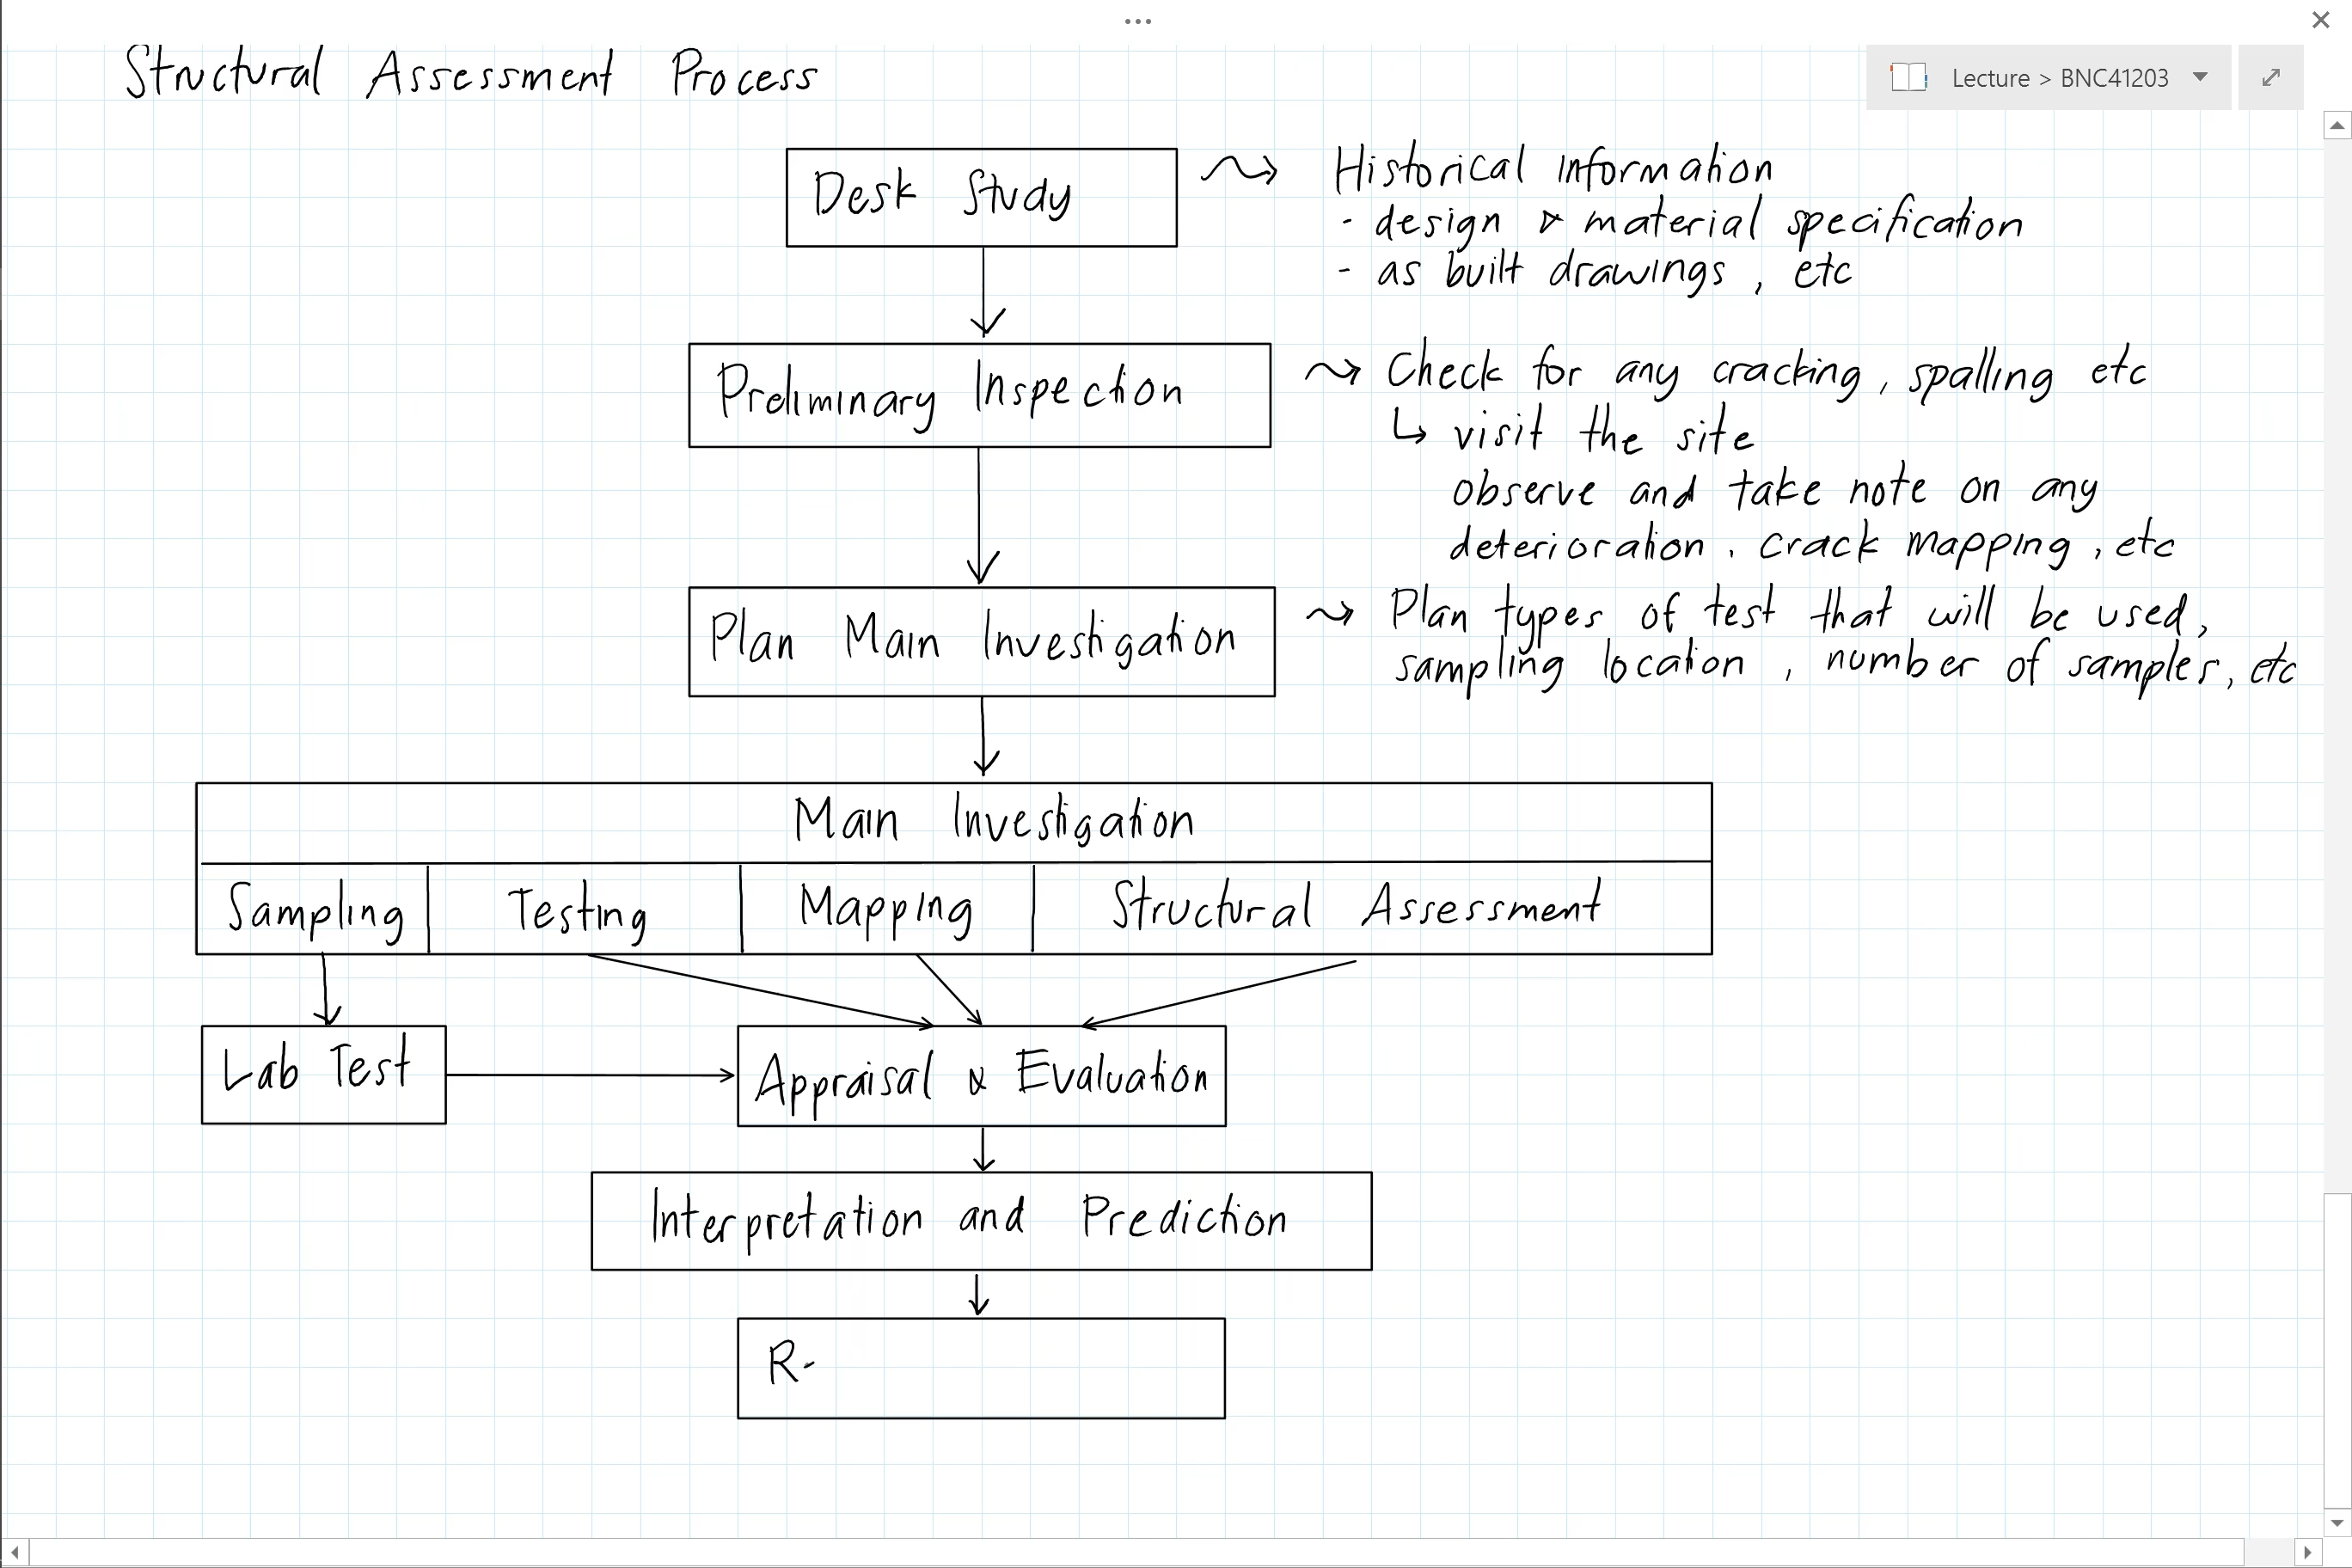 ...
Structural Assessment Process
Lecture > BNC41203
Desk Study
Historical information
- design & material specification
- as built drawings, etc
Preliminary Inspection
Check for any cracking, spalling etc
↳ visit the site
observe and take note on any
deterioration, crack mapping, etc
Plan Main Investigation
Plan types of test that will be used,
sampling location, number of samples, etc
Main Investigation
Sampling Testing Mapping Structural Assessment
Lab Test
Appraisal & Evaluation
Interpretation and Prediction
R-